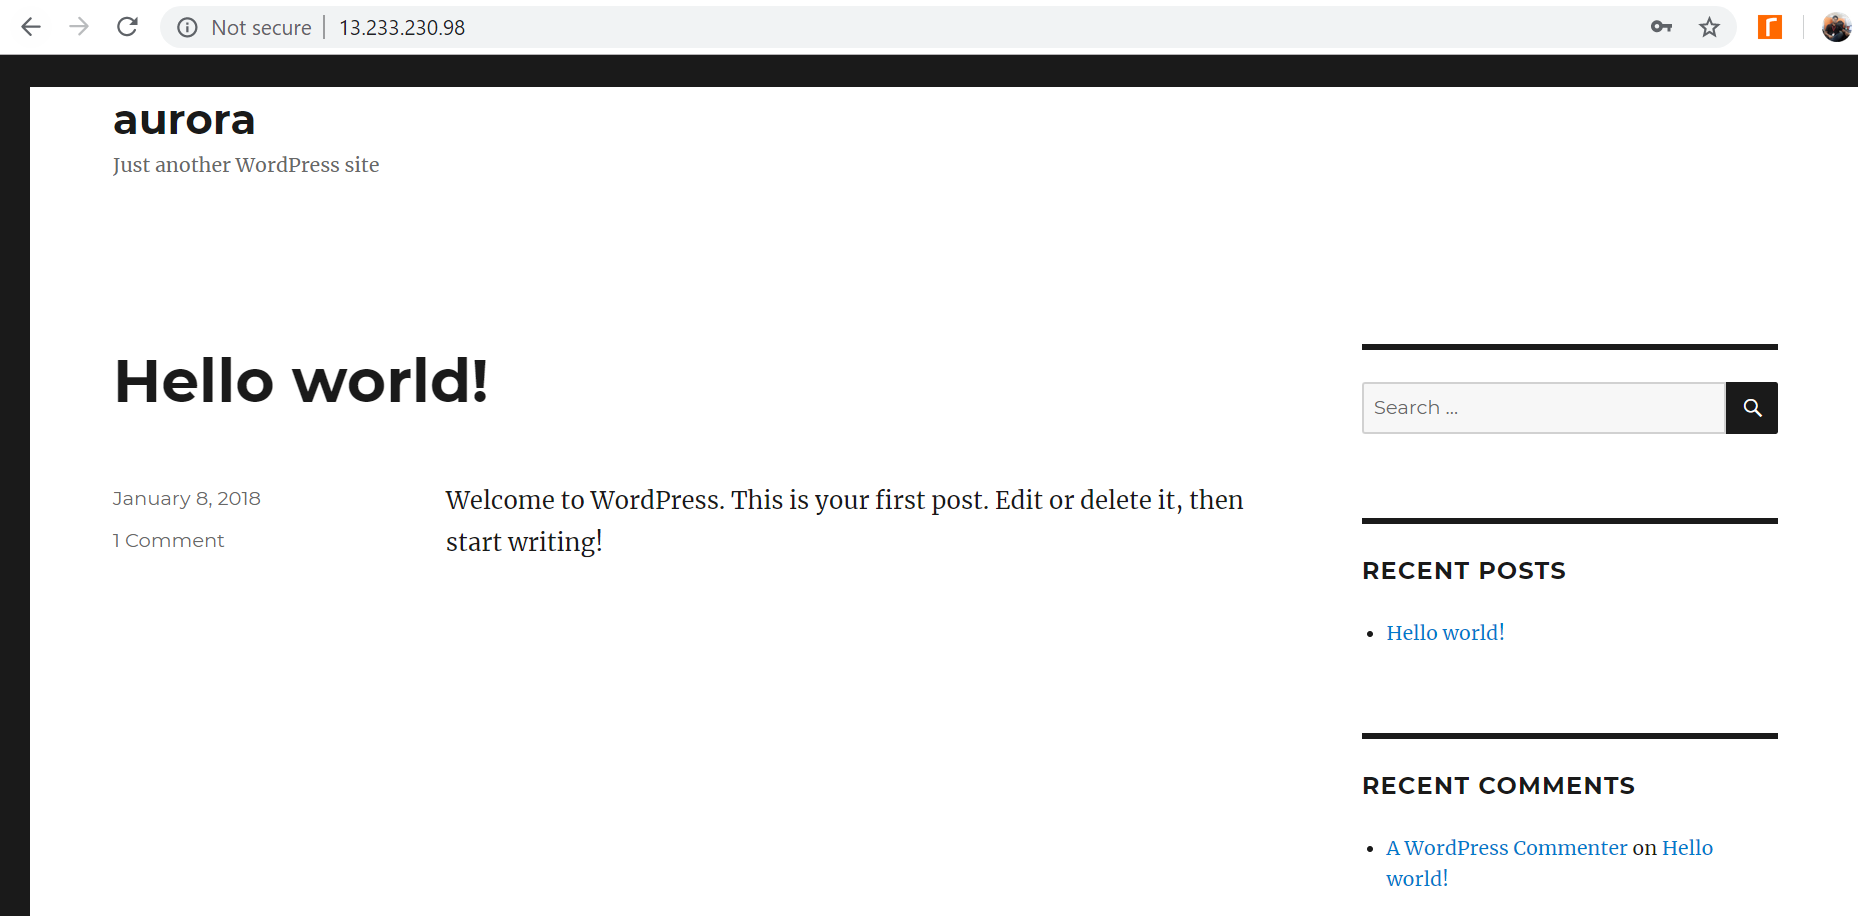 Not secure | 13.233.230.98
aurora
Just another WordPress site
Hello world!
January 8, 2018
1 Comment
Welcome to WordPress. This is your first post. Edit or delete it, then
start writing!
Search ...
RECENT POSTS
Hello world!
RECENT COMMENTS
A WordPress Commenter on Hello
world!